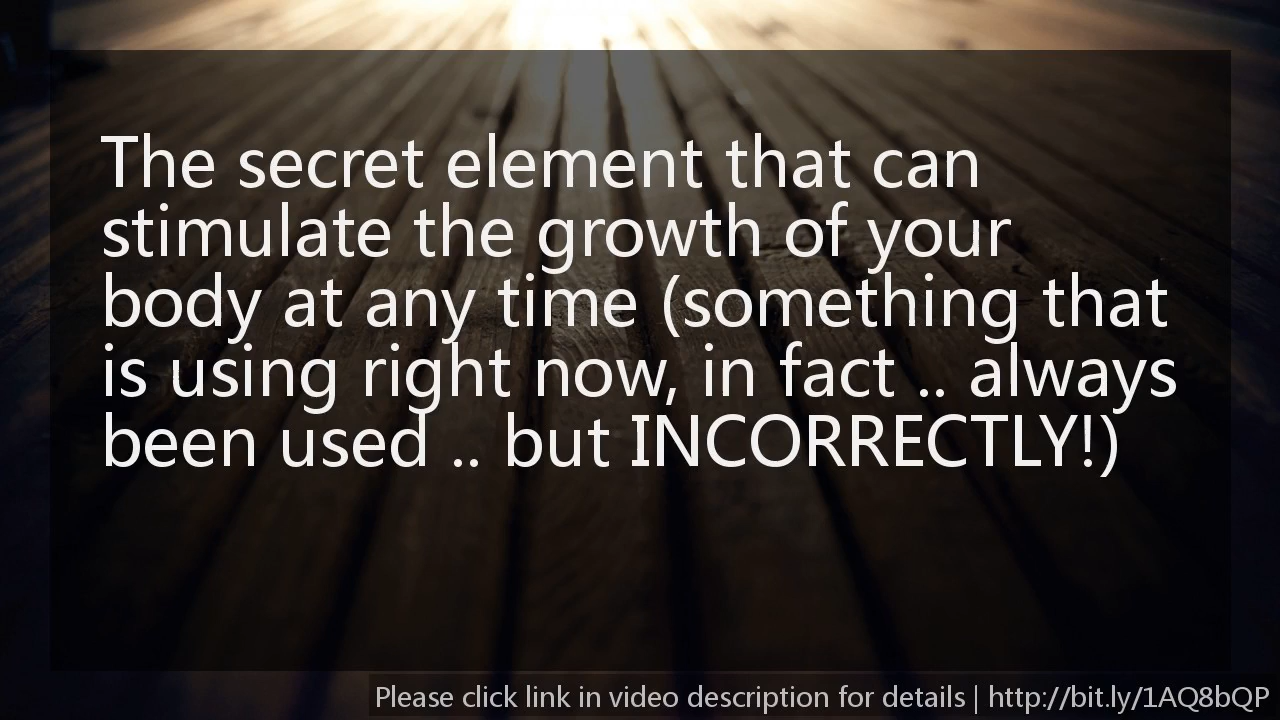 The secret element that can
stimulate the growth of your
body at any time (something that
is using right now, in fact .. always
been used .. but INCORRECTLY!)
Please click link in video description for details | http://bit.ly/1AQ8bQP